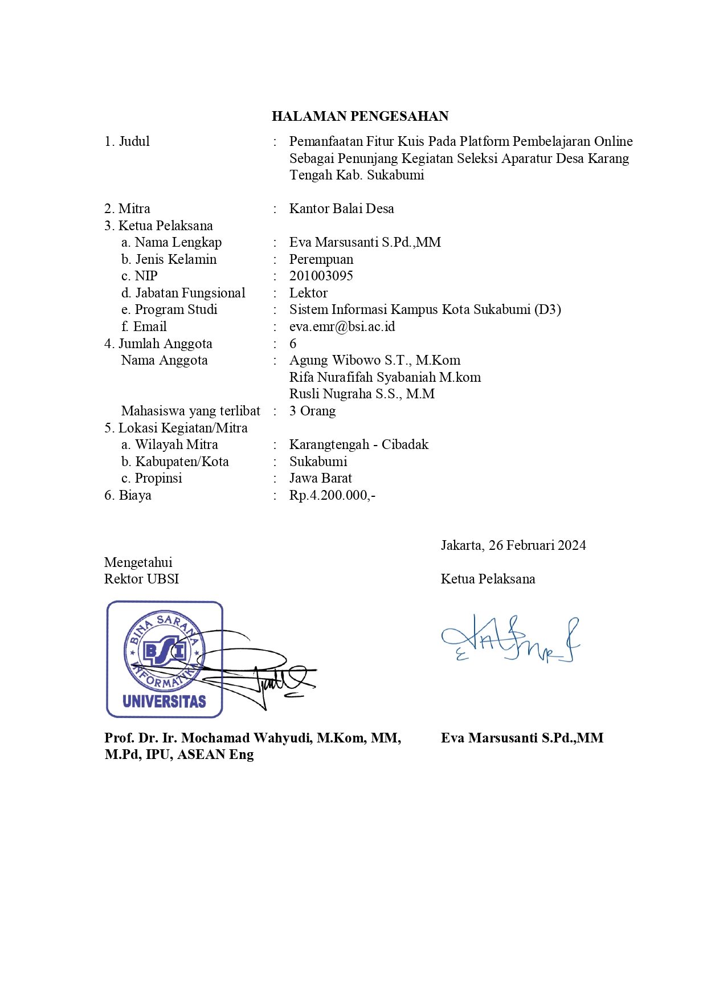 HALAMAN PENGESAHAN
1. Judul : Pemanfaatan Fitur Kuis Pada Platform Pembelajaran Online
Sebagai Penunjang Kegiatan Seleksi Aparatur Desa Karang
Tengah Kab. Sukabumi
2. Mitra : Kantor Balai Desa
3. Ketua Pelaksana
a. Nama Lengkap : Eva Marsusanti S.Pd.,MM
b. Jenis Kelamin : Perempuan
c. NIP : 201003095
d. Jabatan Fungsional : Lektor
e. Program Studi : Sistem Informasi Kampus Kota Sukabumi (D3)
f. Email : eva.emr@bsi.ac.id
4. Jumlah Anggota : 6
Nama Anggota : Agung Wibowo S.T., M.Kom
Rifa Nurafifah Syabaniah M.kom
Rusli Nugraha S.S., M.M
Mahasiswa yang terlibat : 3 Orang
5. Lokasi Kegiatan/Mitra
a. Wilayah Mitra : Karangtengah - Cibadak
b. Kabupaten/Kota : Sukabumi
c. Propinsi : Jawa Barat
6. Biaya : Rp.4.200.000,-
Jakarta, 26 Februari 2024
Mengetahui
Rektor UBSI Ketua Pelaksana
BINA SARANA
BSI
INFORMATIKA
UNIVERSITAS
Prof. Dr. Ir. Mochamad Wahyudi, M.Kom, MM, Eva Marsusanti S.Pd.,MM
M.Pd, IPU, ASEAN Eng